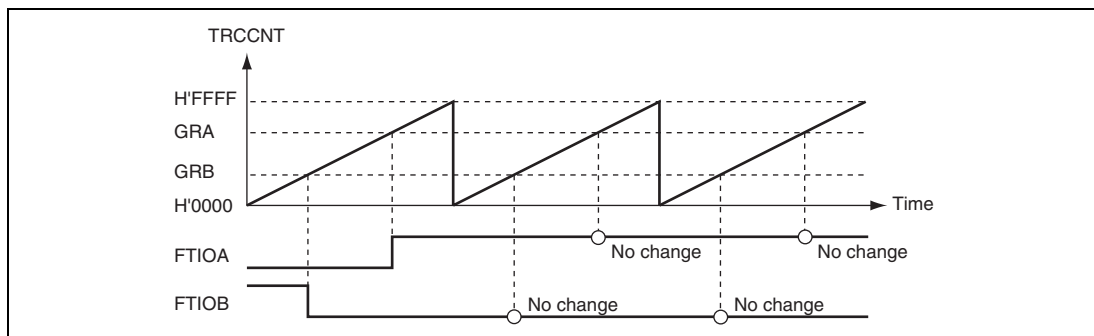 TRCCNT
H'FFFF
GRA
GRB
H'0000
Time
FTIOA
No change
No change
FTIOB
No change
No change